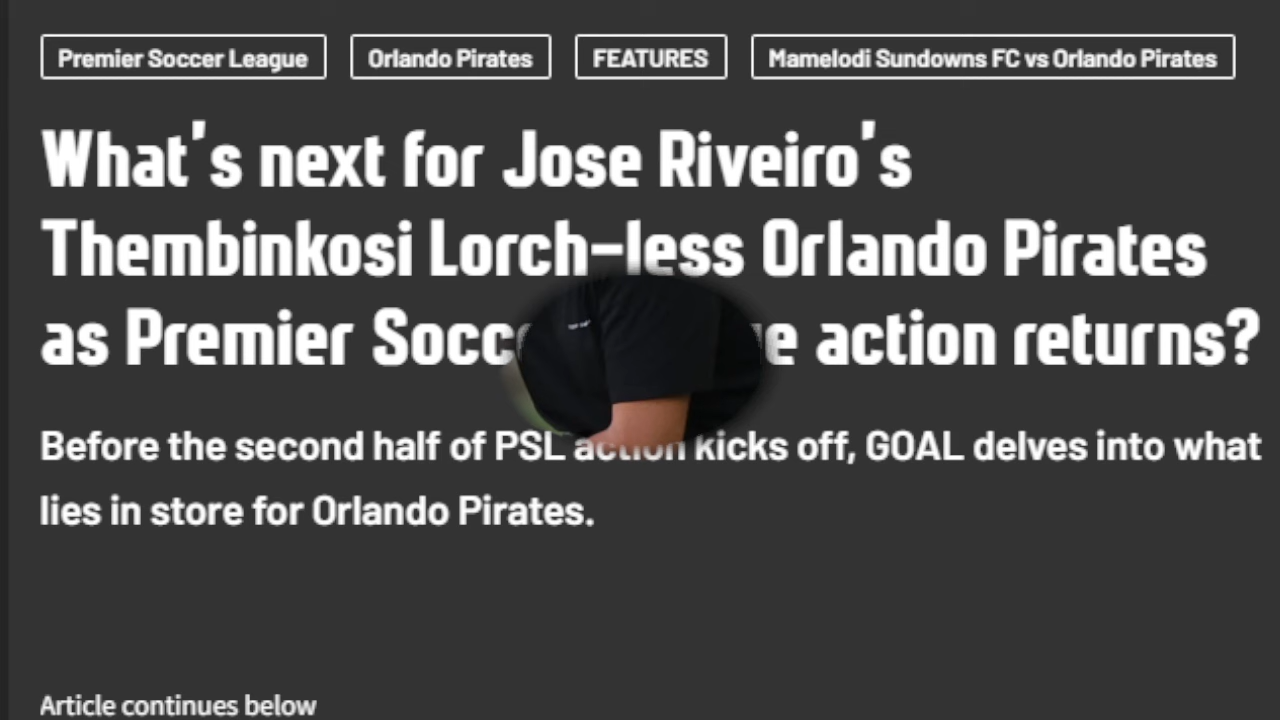 Premier Soccer League Orlando Pirates FEATURES Mamelodi Sundowns FC vs Orlando Pirates
What's next for Jose Riveiro's
Thembinkosi Lorch-less Orlando Pirates
as Premier action returns?
Before the second half of PSL action kicks off, GOAL delves into what
lies in store for Orlando Pirates.
Article continues below